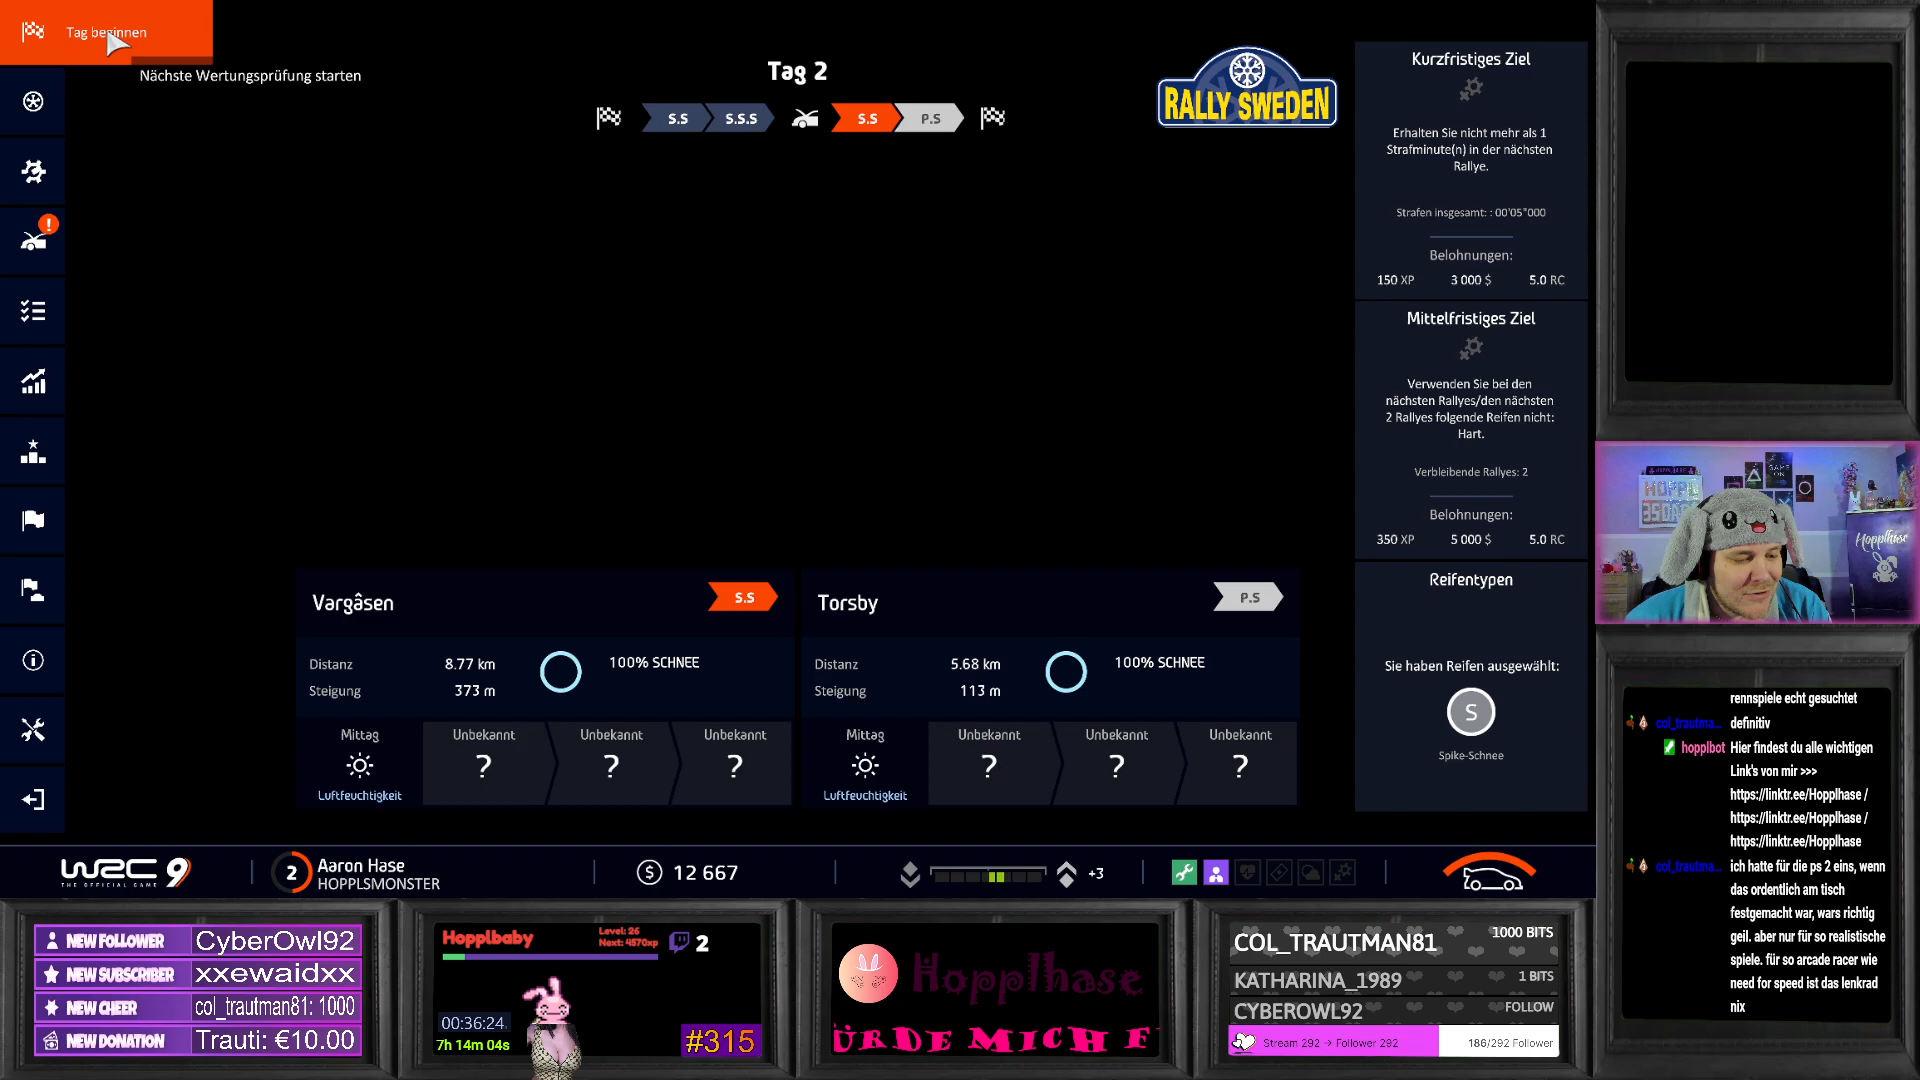 Tag beginnen
Nächste Wertungsprüfung starten
Tag 2
S.S
S.S.S
S.S
P.S
RALLY SWEDEN
Kurzfristiges Ziel
Erhalten Sie nicht mehr als 1
Strafminute(n) in der nächsten
Rallye.
Strafen insgesamt: : 00'05"000
Belohnungen:
150 XP 3 000 $ 5.0 RC
Mittelfristiges Ziel
Verwenden Sie bei den
nächsten Rallyes/den nächsten
2 Rallyes folgende Reifen nicht:
Hart.
Verbleibende Rallyes: 2
Belohnungen:
350 XP 5 000 $ 5.0 RC
Reifentypen
Sie haben Reifen ausgewählt:
S
Spike-Schnee
Vargåsen
S.S
Distanz 8.77 km
Steigung 373 m
100% SCHNEE
Mittag
Luftfeuchtigkeit
Unbekannt
?
Unbekannt
?
Unbekannt
?
Torsby
P.S
Distanz 5.68 km
Steigung 113 m
100% SCHNEE
Mittag
Luftfeuchtigkeit
Unbekannt
?
Unbekannt
?
Unbekannt
?
WRC 9
THE OFFICIAL GAME
2
Aaron Hase
HOPPLSMONSTER
12 667
+3
NEW FOLLOWER CyberOwl92
NEW SUBSCRIBER xxewaidxx
NEW CHEER col_trautman81: 1000
NEW DONATION Trauti: €10.00
Hopplbaby
Level: 26
Next: 4570xp
2
00:36:24
7h 14m 04s
#315
Hopplhase
ÜRDE MICH F
COL_TRAUTMAN81 1000 BITS
KATHARINA_1989 1 BITS
CYBEROWL92 FOLLOW
Stream 292 → Follower 292 186/292 Follower
Hopplhase
rennspiele echt gesuchtet
col_trautma... definitiv
hopplbot Hier findest du alle wichtigen
Link's von mir >>>
https://linktr.ee/Hopplhase /
https://linktr.ee/Hopplhase /
https://linktr.ee/Hopplhase
col_trautma... ich hatte für die ps 2 eins, wenn
das ordentlich am tisch
festgemacht war, wars richtig
geil. aber nur für so realistische
spiele. für so arcade racer wie
need for speed ist das lenkrad
nix